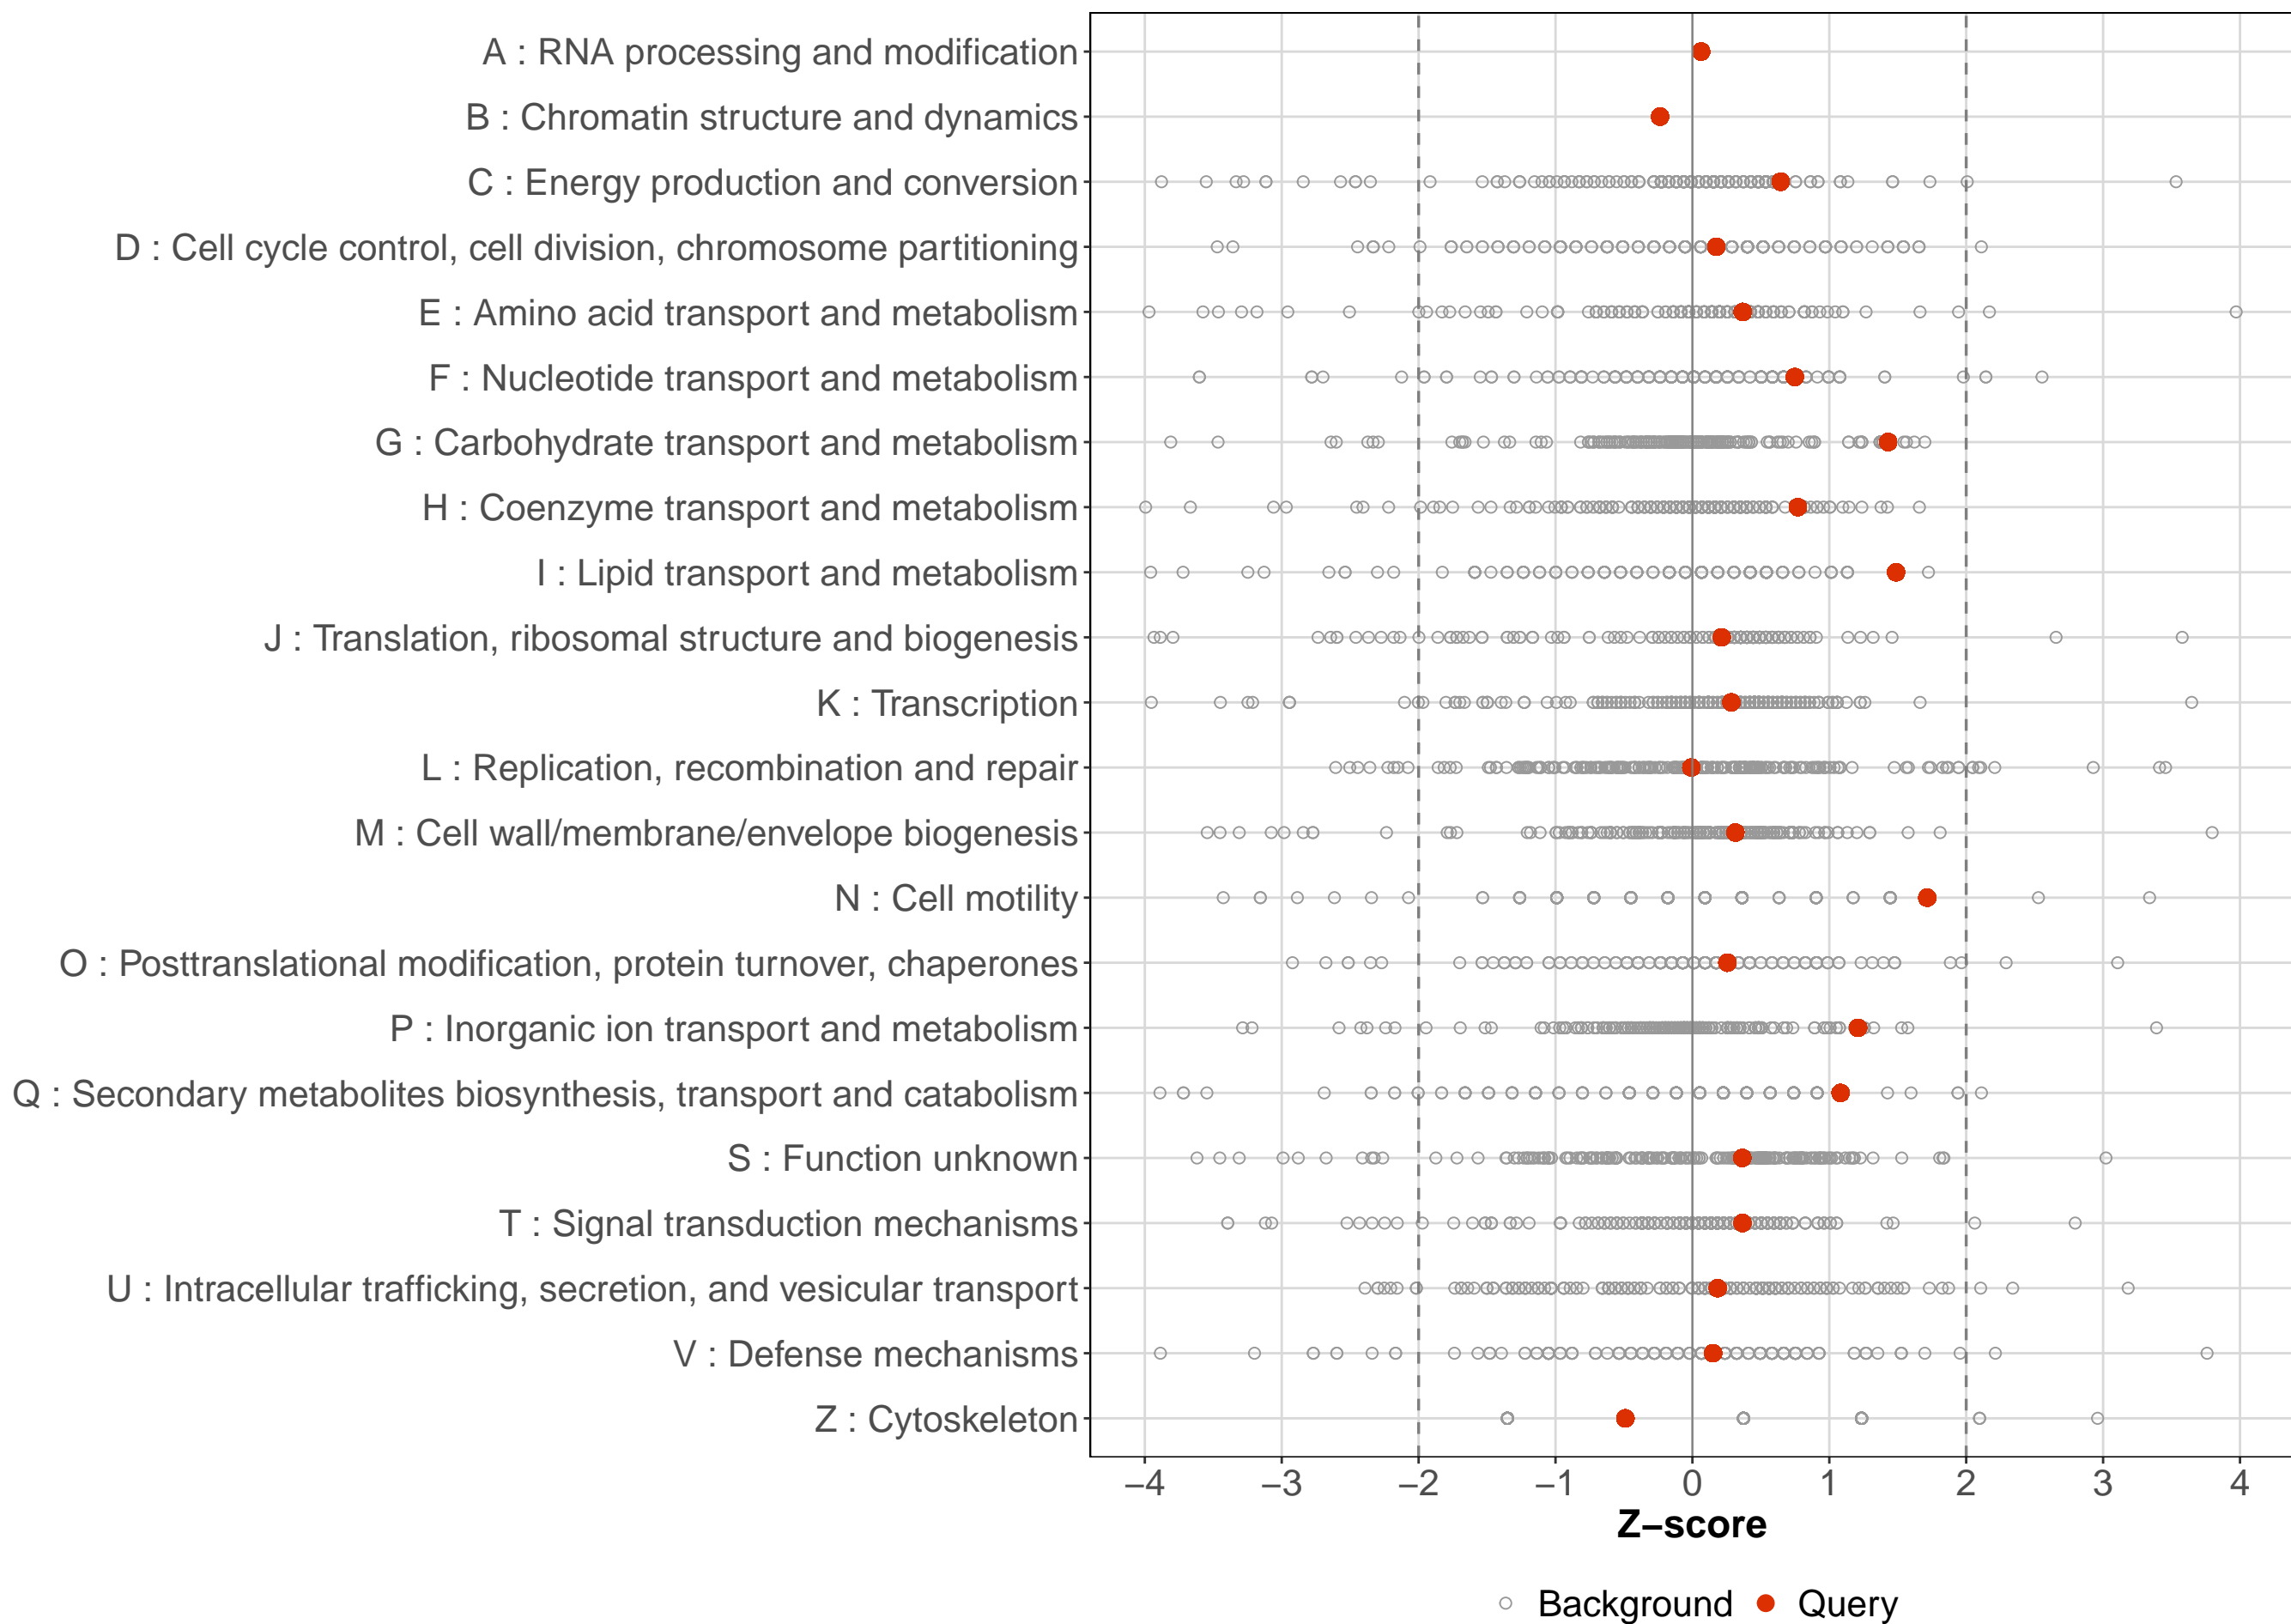 A : RNA processing and modification
B : Chromatin structure and dynamics
C : Energy production and conversion
D : Cell cycle control, cell division, chromosome partitioning
E : Amino acid transport and metabolism
F : Nucleotide transport and metabolism
G : Carbohydrate transport and metabolism
H : Coenzyme transport and metabolism
I : Lipid transport and metabolism
J : Translation, ribosomal structure and biogenesis
K : Transcription
L : Replication, recombination and repair
M : Cell wall/membrane/envelope biogenesis
N : Cell motility
O : Posttranslational modification, protein turnover, chaperones
P : Inorganic ion transport and metabolism
Q : Secondary metabolites biosynthesis, transport and catabolism
S : Function unknown
T : Signal transduction mechanisms
U : Intracellular trafficking, secretion, and vesicular transport
V : Defense mechanisms
Z : Cytoskeleton
−4 −3 −2 −1 0 1 2 3 4
Z−score
Background Query